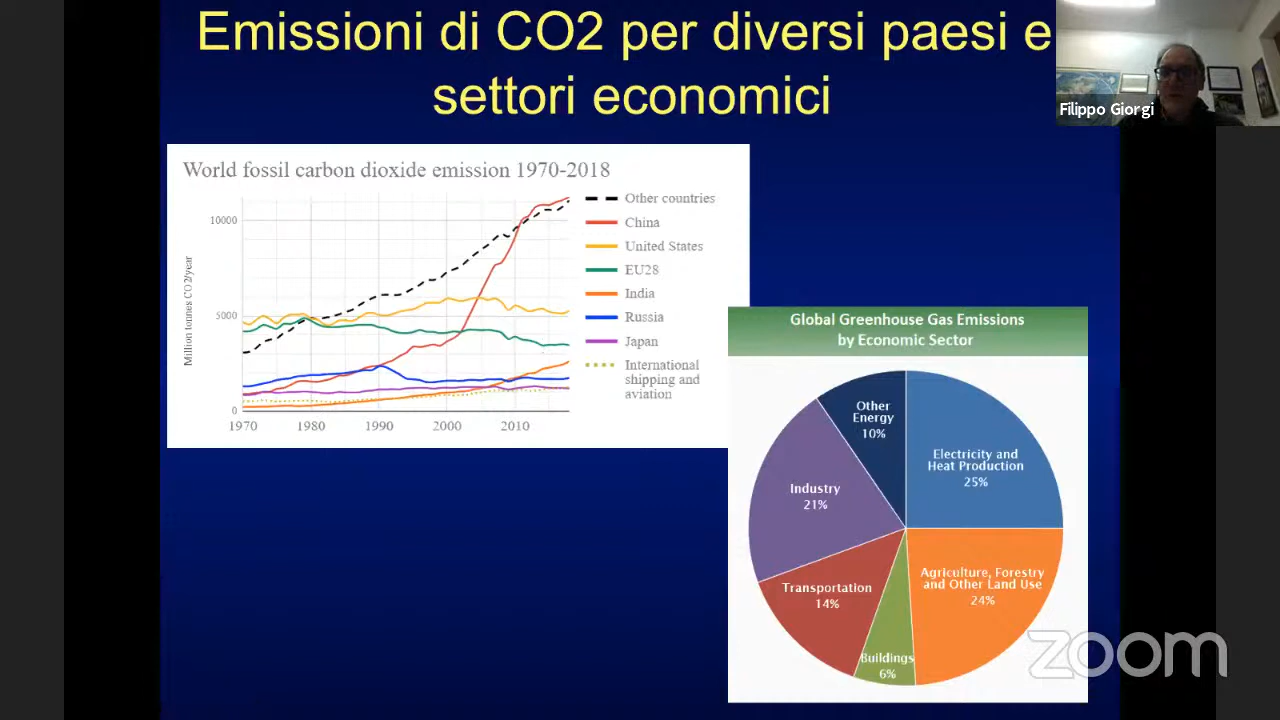 Emissioni di CO2 per diversi paesi e
settori economici
Filippo Giorgi
World fossil carbon dioxide emission 1970-2018
Million tonnes CO2/year
10000
5000
0
1970
1980
1990
2000
2010
Other countries
China
United States
EU28
India
Russia
Japan
International
shipping and
aviation
Global Greenhouse Gas Emissions
by Economic Sector
Other
Energy
10%
Electricity and
Heat Production
25%
Industry
21%
Agriculture, Forestry
and Other Land Use
24%
Transportation
14%
Buildings
6%
zoom